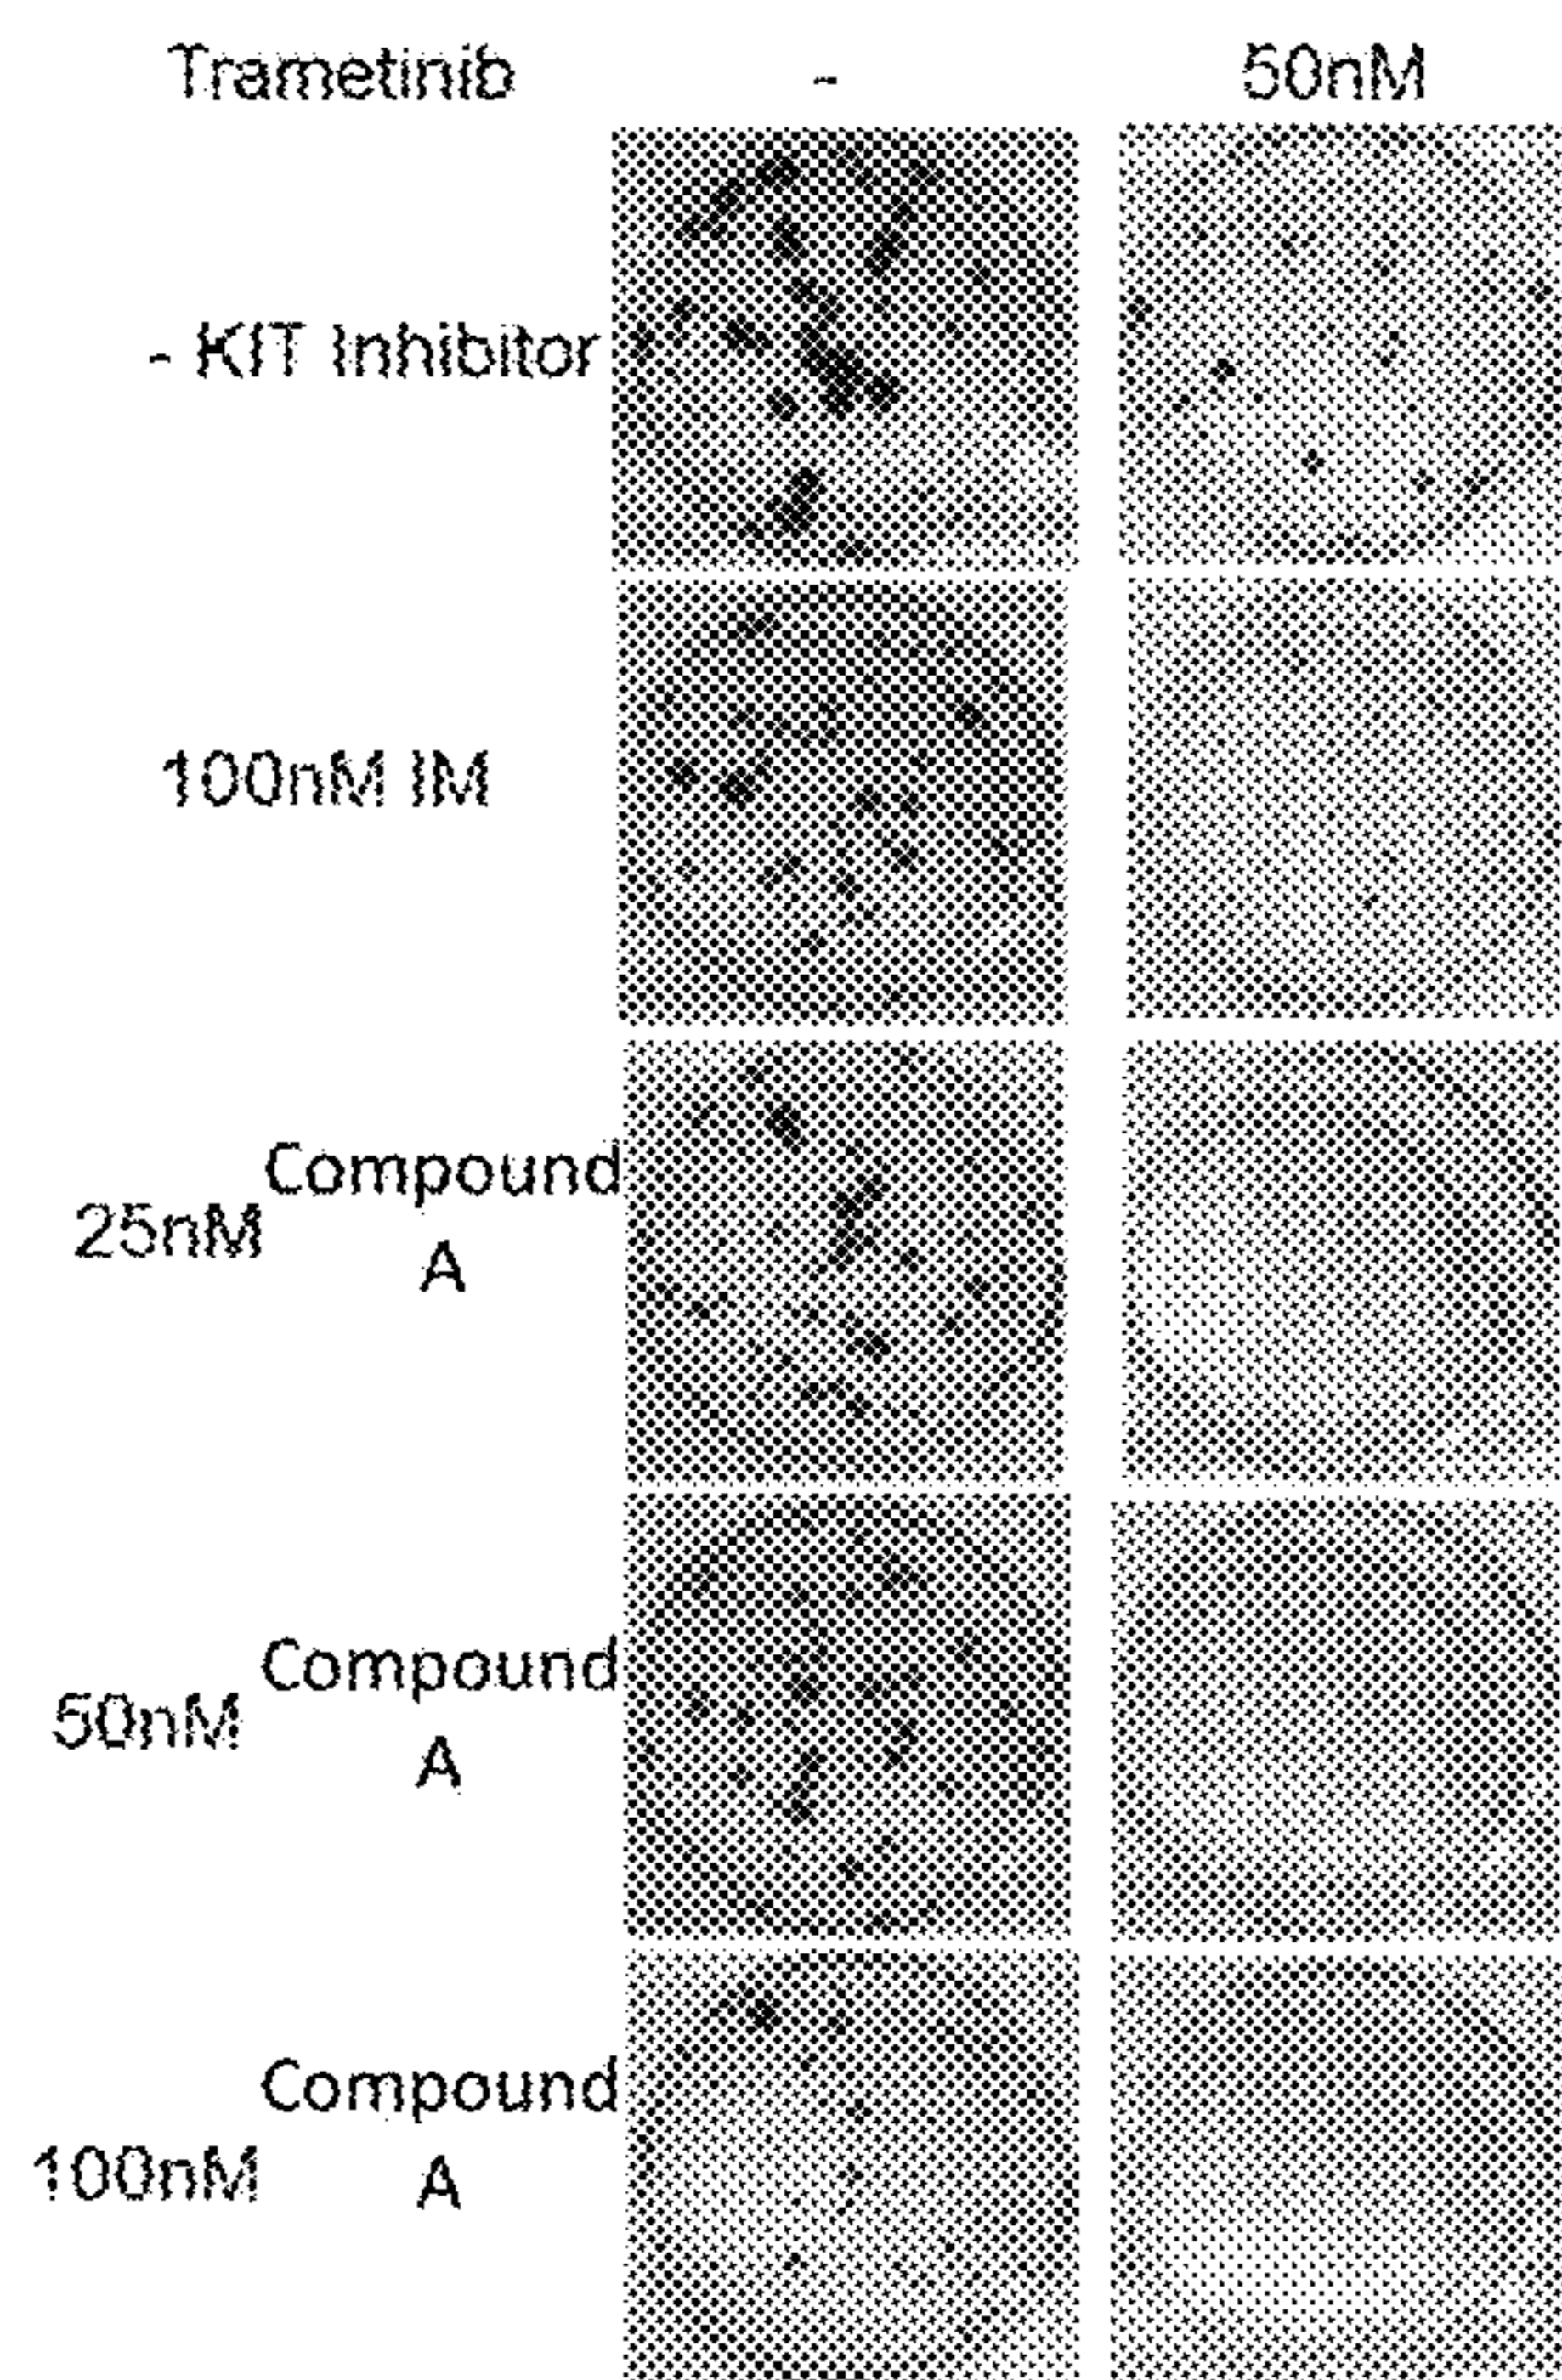 Trametinib - 50nM
- KIT Inhibitor
100nM IM
Compound
25nM
A
Compound
50nM
A
Compound
100nM
A